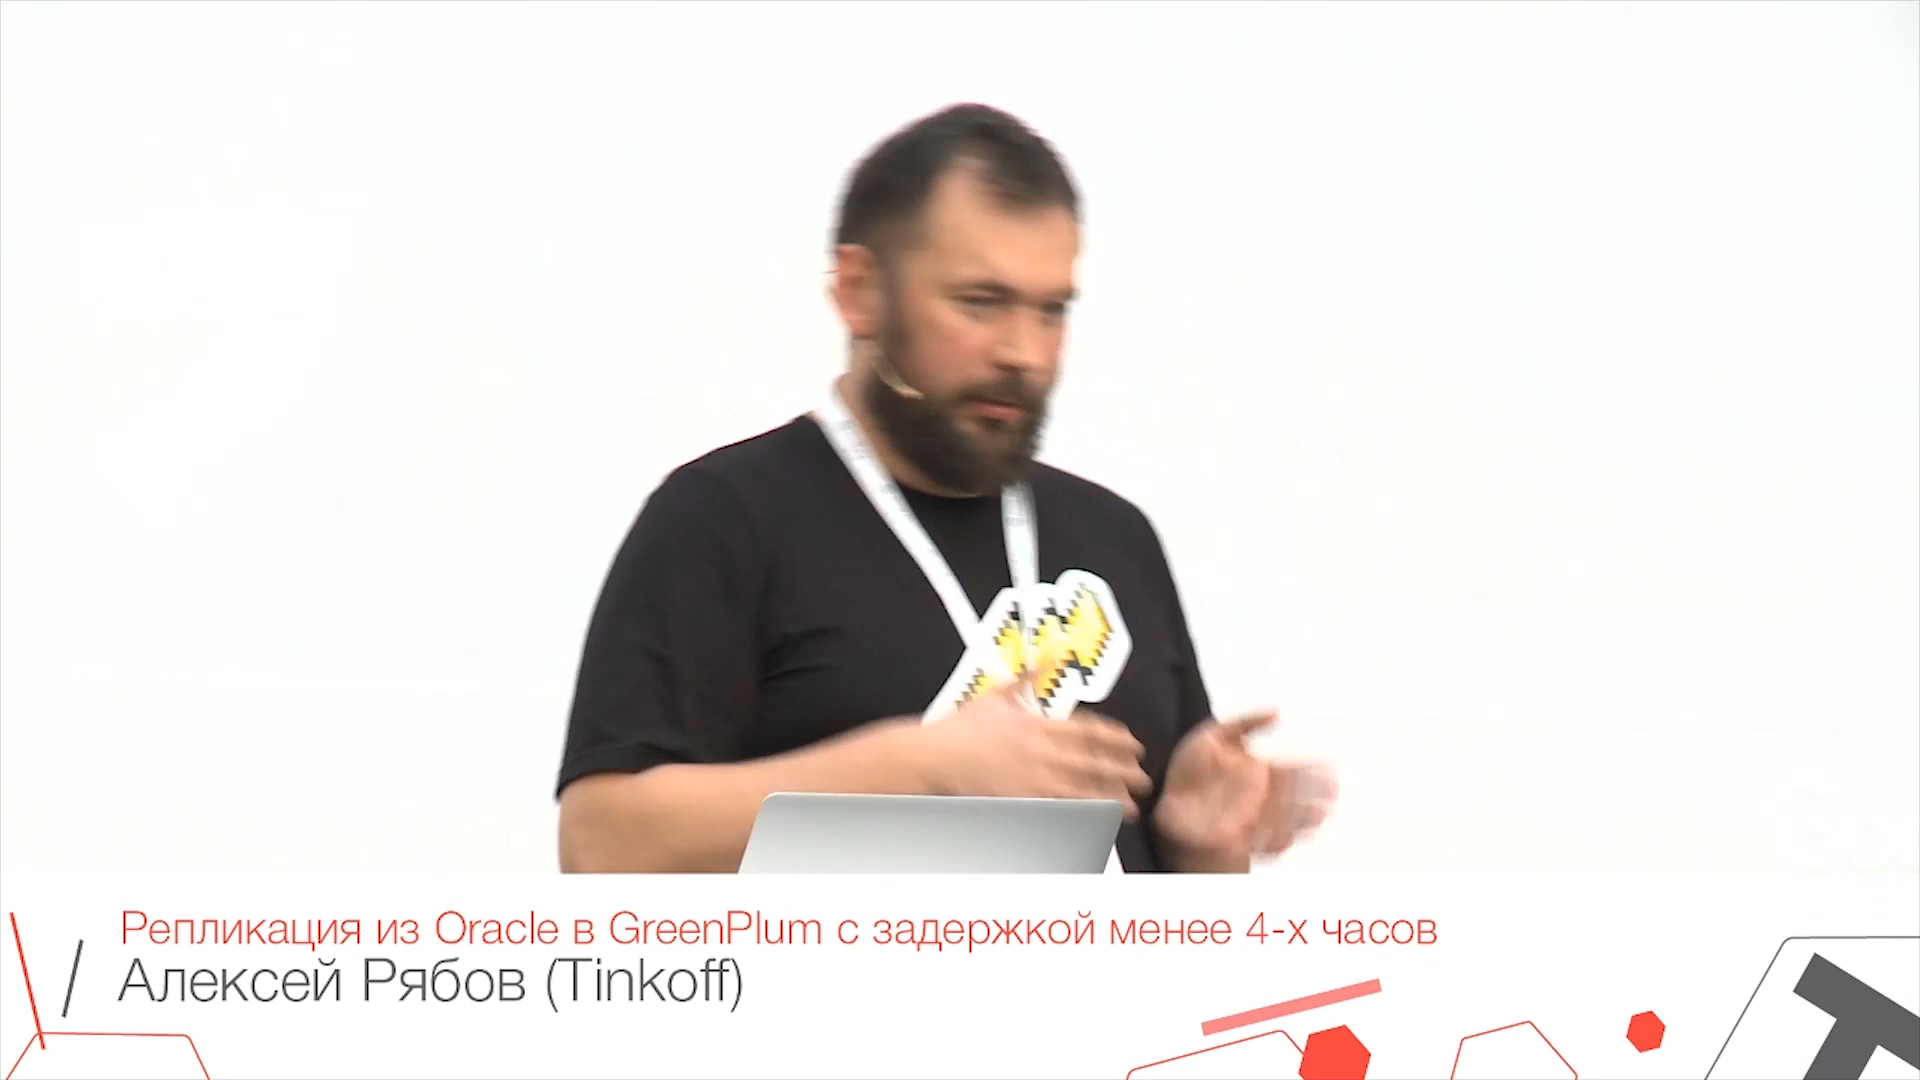 Репликация из Oracle в GreenPlum с задержкой менее 4-х часов
Алексей Рябов (Tinkoff)